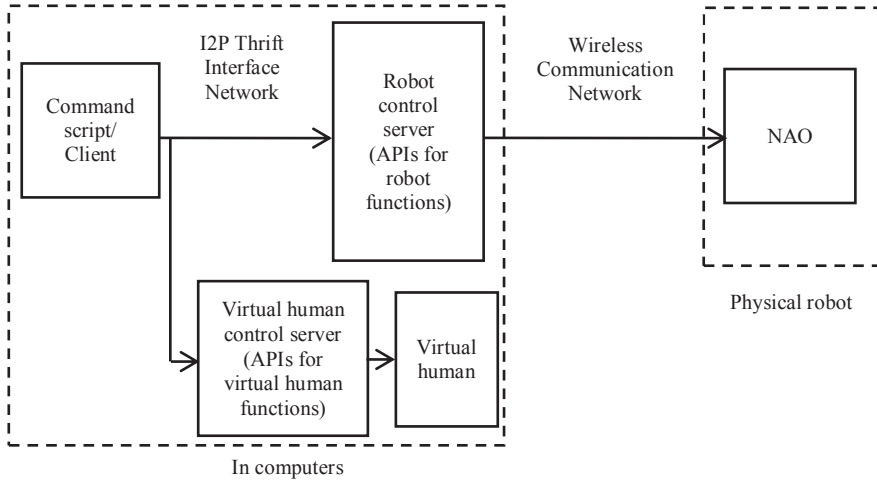 I2P Thrift
Interface
Network
Wireless
Communication
Network
Command
script/
Client
Robot
control
server
(APIs for
robot
functions)
NAO
Virtual human
control server
(APIs for
virtual human
functions)
Virtual
human
Physical robot
In computers